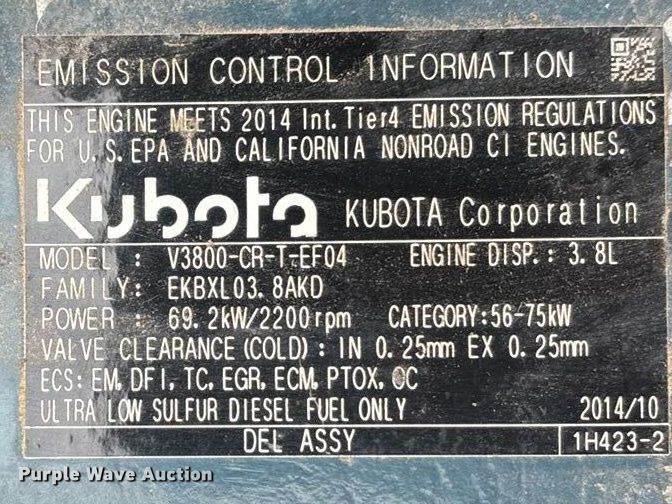 EMISSION CONTROL INFORMATION
THIS ENGINE MEETS 2014 Int. Tier4 EMISSION REGULATIONS
FOR U.S.EPA AND CALIFORNIA NONROAD CI ENGINES.
Kubota KUBOTA Corporation
MODEL : V3800-CR-T-EF04 ENGINE DISP.: 3.8L
FAMILY: EKBXL03.8AKD
POWER : 69.2kW/2200rpm CATEGORY:56-75kW
VALVE CLEARANCE(COLD): IN 0.25mm EX 0.25mm
ECS: EM, DFI, TC, EGR, ECM, PTOX, OC
ULTRA LOW SULFUR DIESEL FUEL ONLY 2014/10
DEL ASSY 1H423-2
Purple Wave Auction